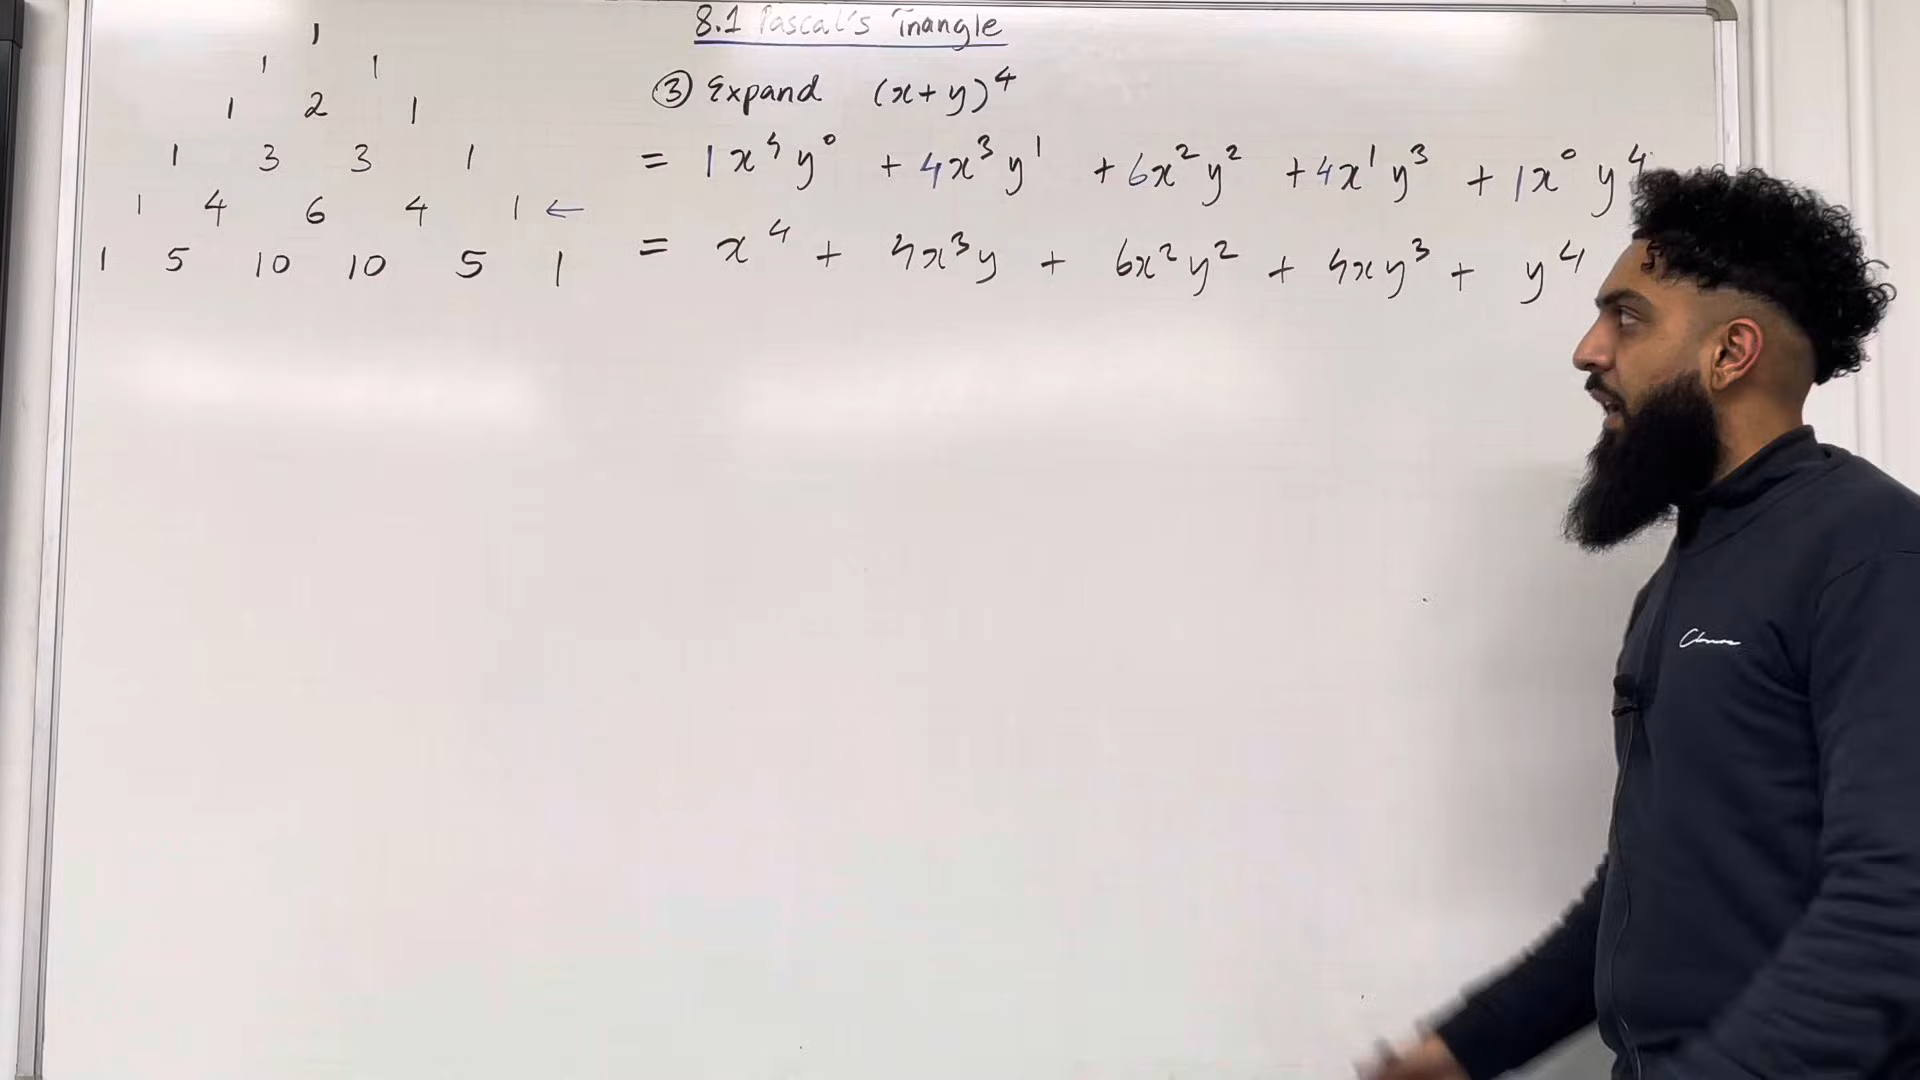 8.1 Pascal's Triangle
1
1 1
1 2 1
1 3 3 1
1 4 6 4 1 ←
1 5 10 10 5 1
③ Expand (x+y)⁴
= 1x⁴y⁰ + 4x³y¹ + 6x²y² + 4x¹y³ + 1x⁰y⁴
= x⁴ + 4x³y + 6x²y² + 4xy³ + y⁴